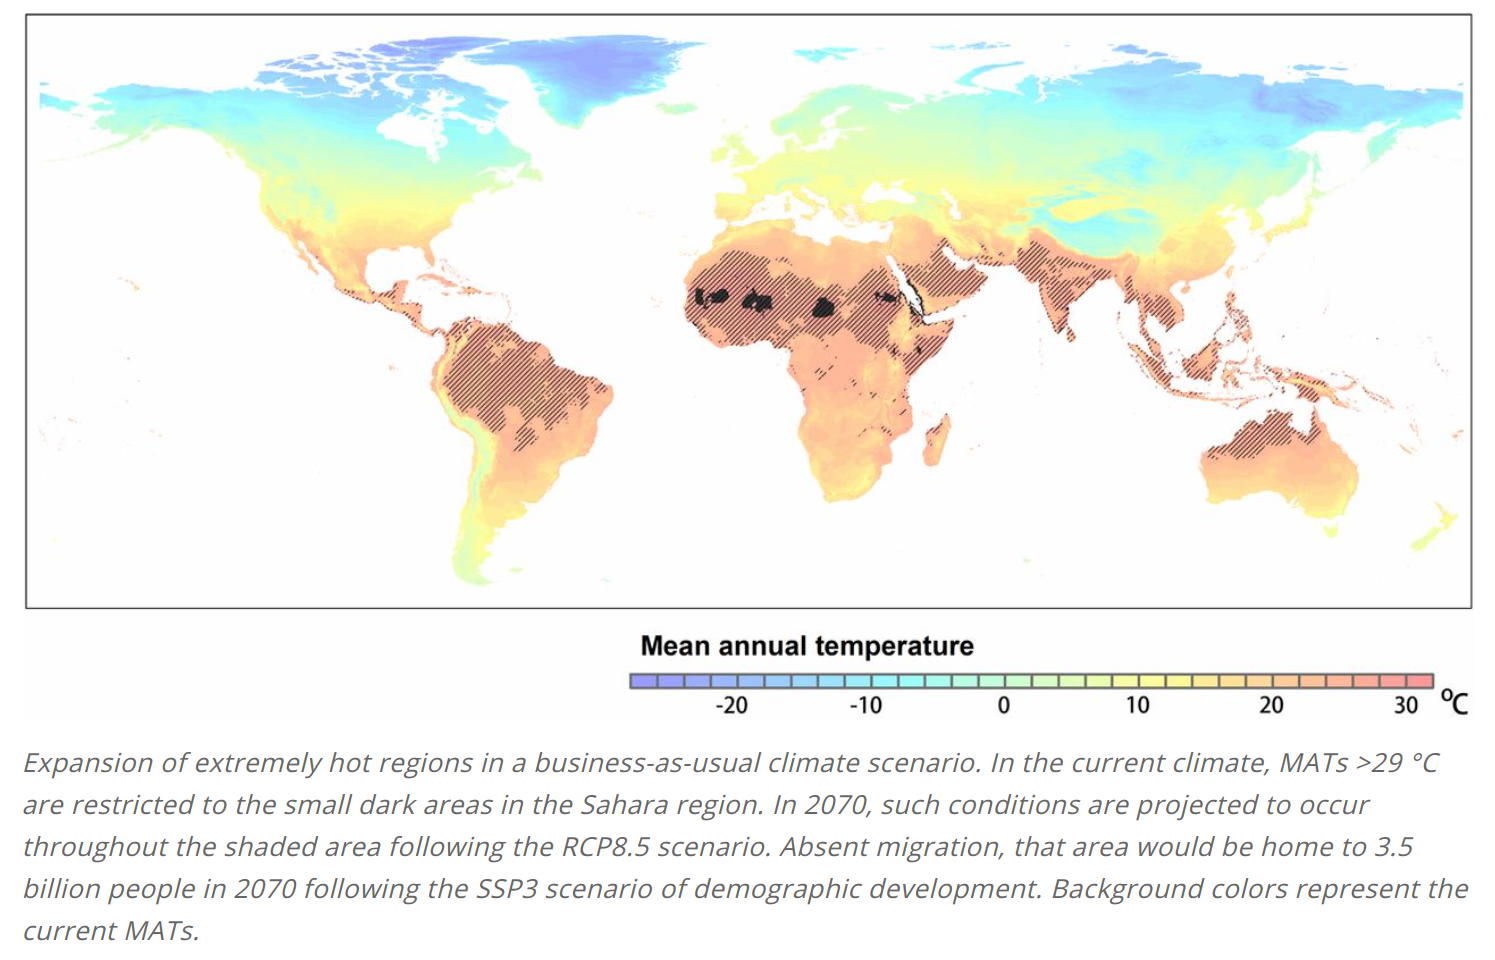 Mean annual temperature
-20 -10 0 10 20 30 ºC
Expansion of extremely hot regions in a business-as-usual climate scenario. In the current climate, MATs >29 °C
are restricted to the small dark areas in the Sahara region. In 2070, such conditions are projected to occur
throughout the shaded area following the RCP8.5 scenario. Absent migration, that area would be home to 3.5
billion people in 2070 following the SSP3 scenario of demographic development. Background colors represent the
current MATs.